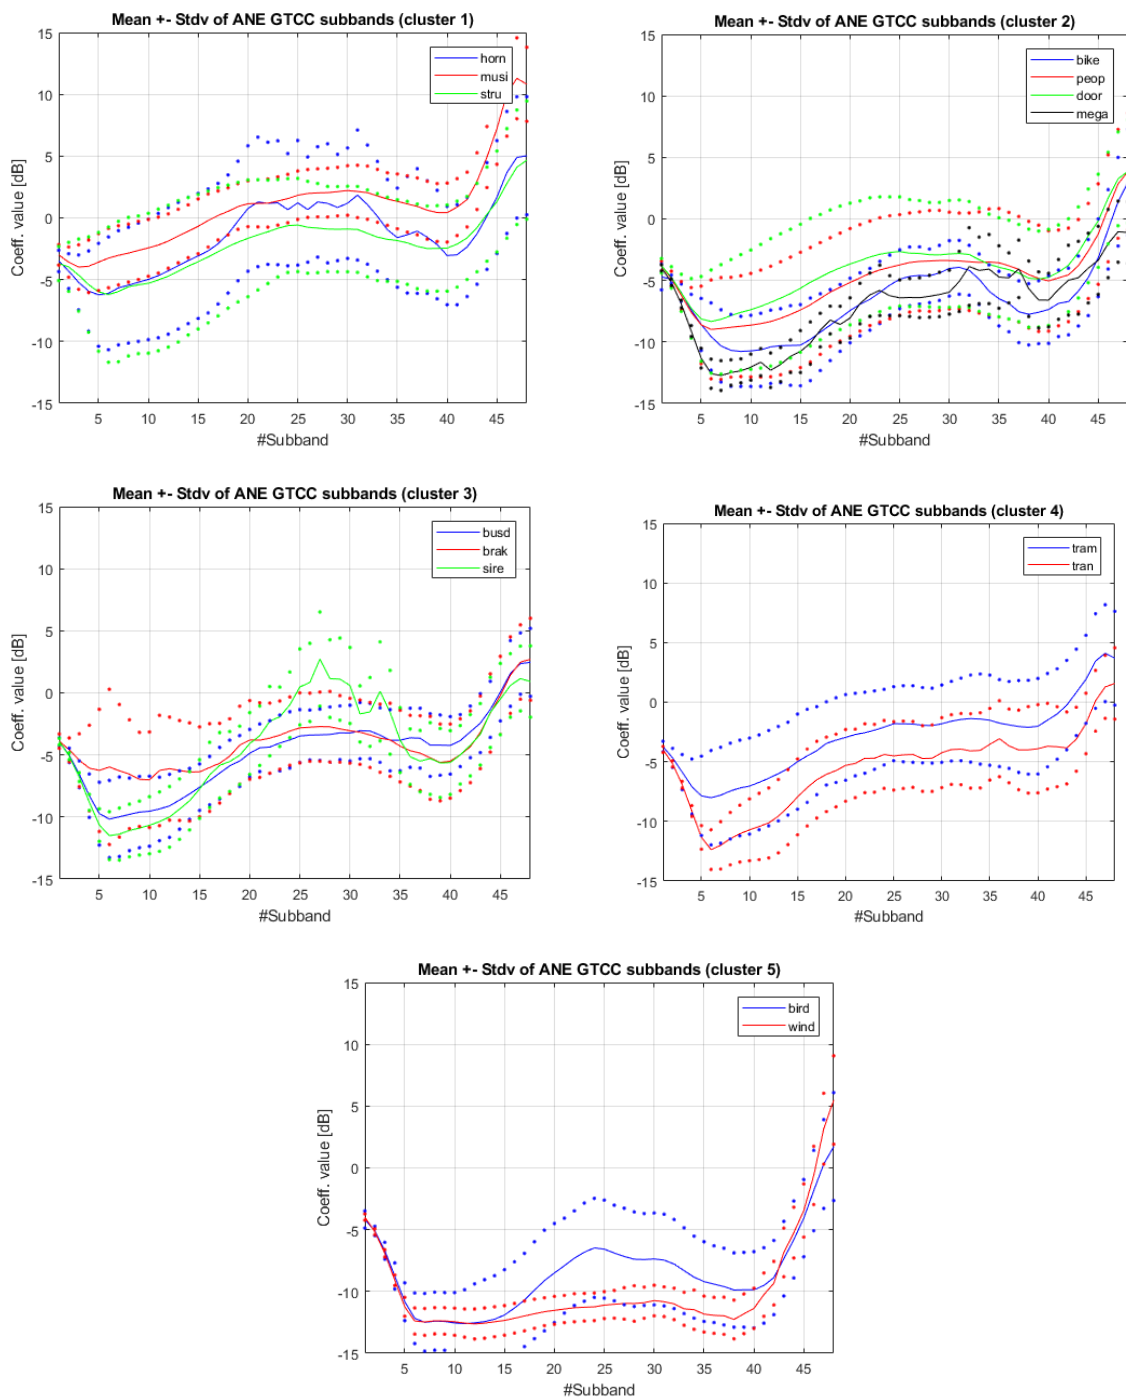 Mean +- Stdv of ANE GTCC subbands (cluster 1)
15
10
5
0
-5
-10
-15
Coeff. value [dB]
horn
musi
stru
5 10 15 20 25 30 35 40 45
#Subband
Mean +- Stdv of ANE GTCC subbands (cluster 2)
15
10
5
0
-5
-10
-15
Coeff. value [dB]
bike
peop
door
mega
5 10 15 20 25 30 35 40 45
#Subband
Mean +- Stdv of ANE GTCC subbands (cluster 3)
15
10
5
0
-5
-10
-15
Coeff. value [dB]
busd
brak
sire
5 10 15 20 25 30 35 40 45
#Subband
Mean +- Stdv of ANE GTCC subbands (cluster 4)
15
10
5
0
-5
-10
-15
Coeff. value [dB]
tram
tran
5 10 15 20 25 30 35 40 45
#Subband
Mean +- Stdv of ANE GTCC subbands (cluster 5)
15
10
5
0
-5
-10
-15
Coeff. value [dB]
bird
wind
5 10 15 20 25 30 35 40 45
#Subband